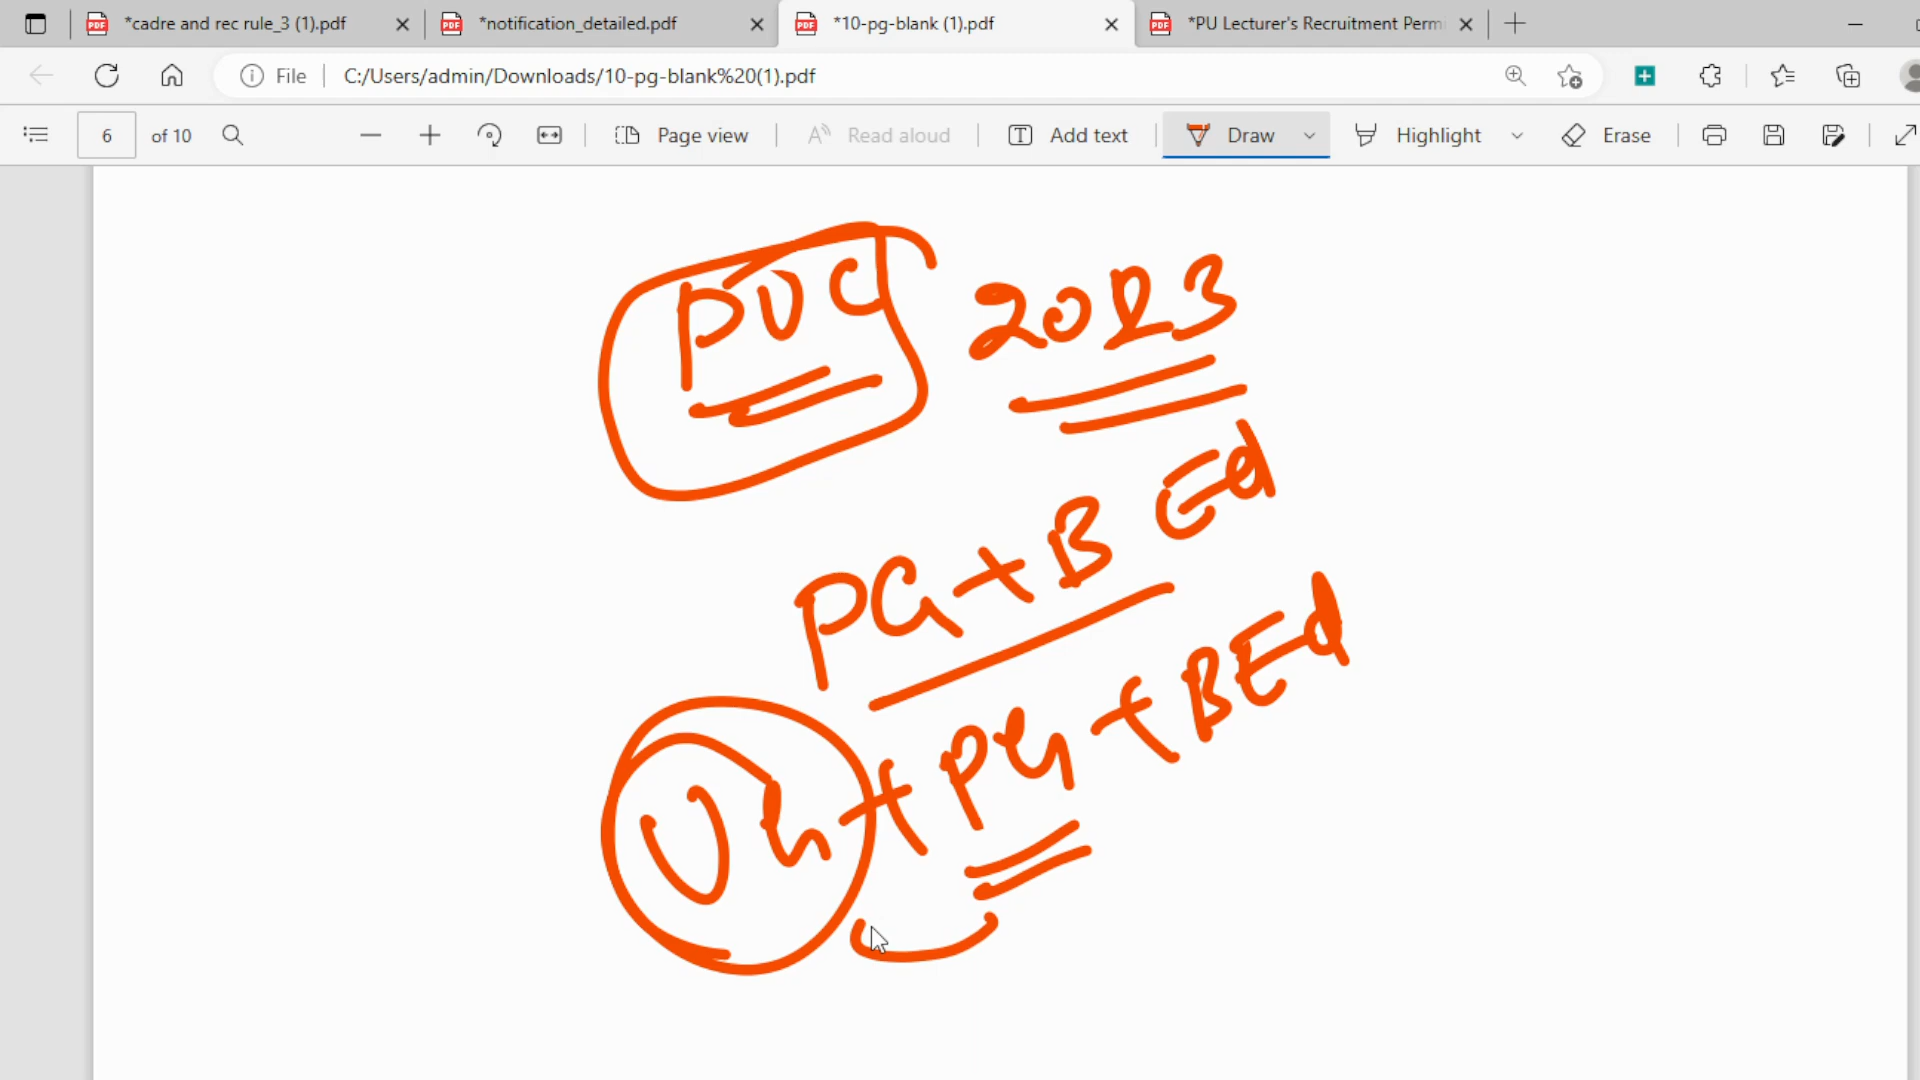 *cadre and rec rule_3 (1).pdf
*notification_detailed.pdf
*10-pg-blank (1).pdf
*PU Lecturer's Recruitment Permi
File
C:/Users/admin/Downloads/10-pg-blank%20(1).pdf
6 of 10
Page view
Read aloud
Add text
Draw
Highlight
Erase
PUC 2023
PG+B Ed
UG+PG+BEd